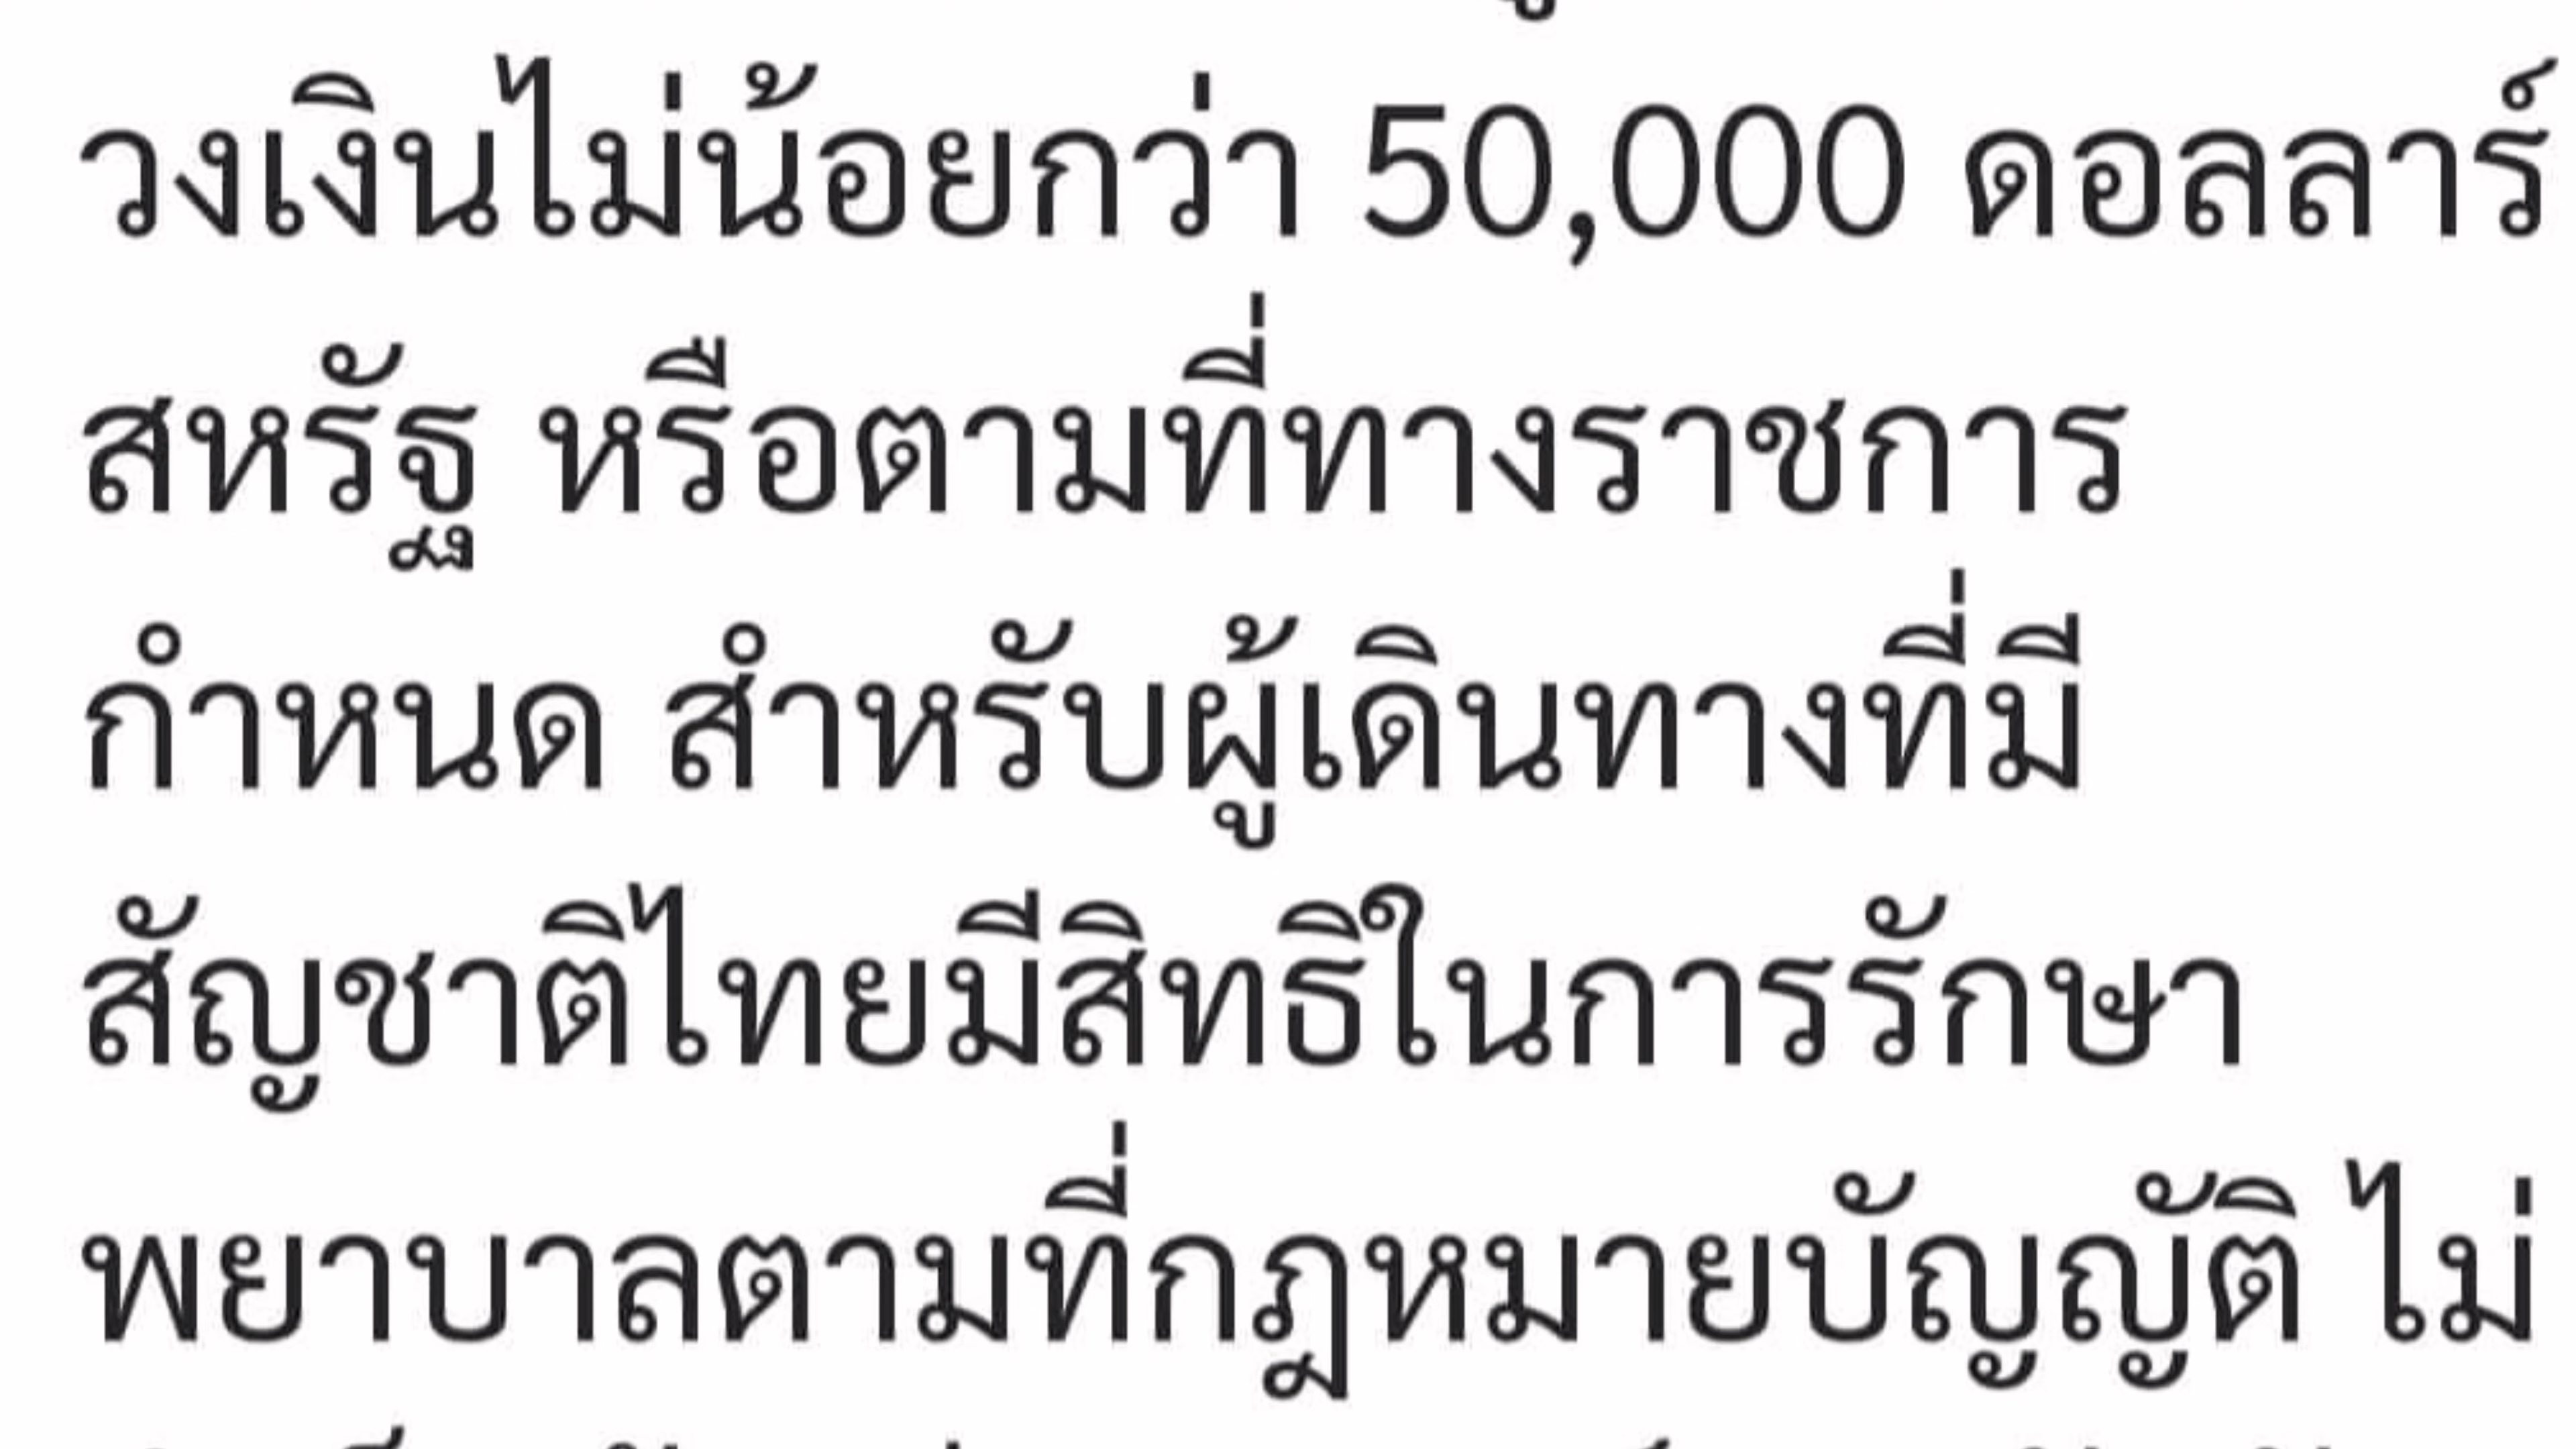 วงเงินไม่น้อยกว่า 50,000 ดอลลาร์
สหรัฐ หรือตามที่ทางราชการ
กำหนด สำหรับผู้เดินทางที่มี
สัญชาติไทยมีสิทธิในการรักษา
พยาบาลตามที่กฎหมายบัญญัติ ไม่